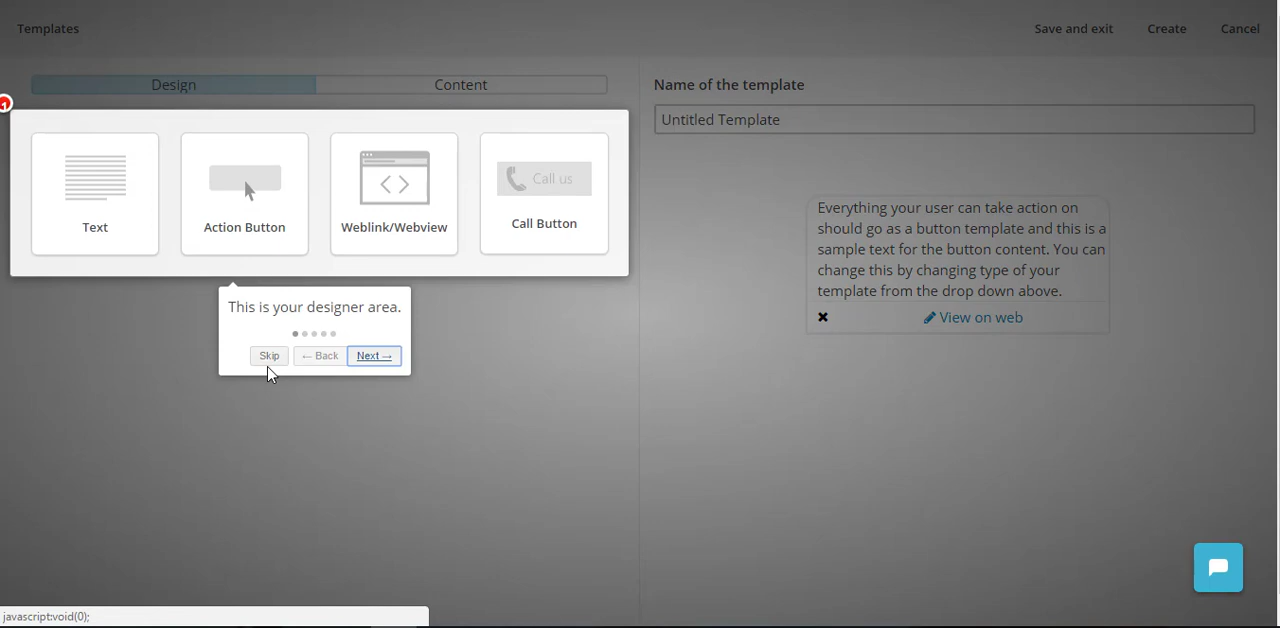 Templates
Save and exit
Create
Cancel
Design
Content
Name of the template
Untitled Template
1
Text
Action Button
Weblink/Webview
Call us
Call Button
Everything your user can take action on
should go as a button template and this is a
sample text for the button content. You can
change this by changing type of your
template from the drop down above.
✖
View on web
This is your designer area.
Skip
← Back
Next →
javascript:void(0);